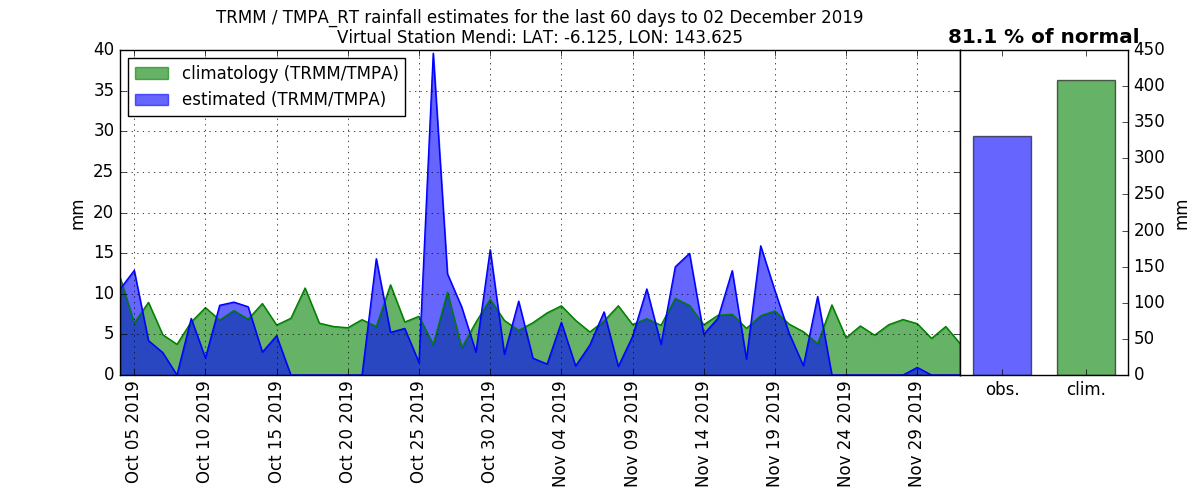 TRMM / TMPA_RT rainfall estimates for the last 60 days to 02 December 2019
Virtual Station Mendi: LAT: -6.125, LON: 143.625
81.1 % of normal
climatology (TRMM/TMPA)
estimated (TRMM/TMPA)
40
35
30
25
20
15
10
5
0
mm
Oct 05 2019
Oct 10 2019
Oct 15 2019
Oct 20 2019
Oct 25 2019
Oct 30 2019
Nov 04 2019
Nov 09 2019
Nov 14 2019
Nov 19 2019
Nov 24 2019
Nov 29 2019
450
400
350
300
250
200
150
100
50
0
mm
obs.
clim.